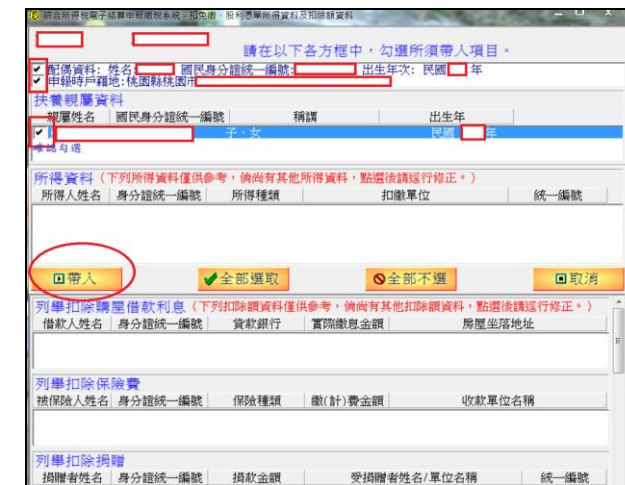 綜合所得稅電子結算申報繳稅系統 - 扣免繳、股利憑單所得資料及扣除額資料
請在以下各方框中，勾選所須帶入項目。
配偶資料: 姓名: 國民身分證統一編號: 出生年次: 民國 年
申報時戶籍地:桃園縣桃園市
扶養親屬資料
親屬姓名 國民身分證統一編號 稱謂 出生年
子、女 民國 年
確認勾選
所得資料（下列所得資料僅供參考，倘尚有其他所得資料，點選後請逕行修正。）
所得人姓名 身分證統一編號 所得種類 扣繳單位 統一編號
帶入 全部選取 全部不選 取消
列舉扣除購屋借款利息（下列扣除額資料僅供參考，倘尚有其他扣除額資料，點選後請逕行修正。）
借款人姓名 身分證統一編號 貸款銀行 實際繳息金額 房屋坐落地址
列舉扣除保險費
被保險人姓名 身分證統一編號 保險種類 繳(計)費金額 收款單位名稱
列舉扣除捐贈
捐贈者姓名 身分證統一編號 捐款金額 受捐贈者姓名/單位名稱 統一編號